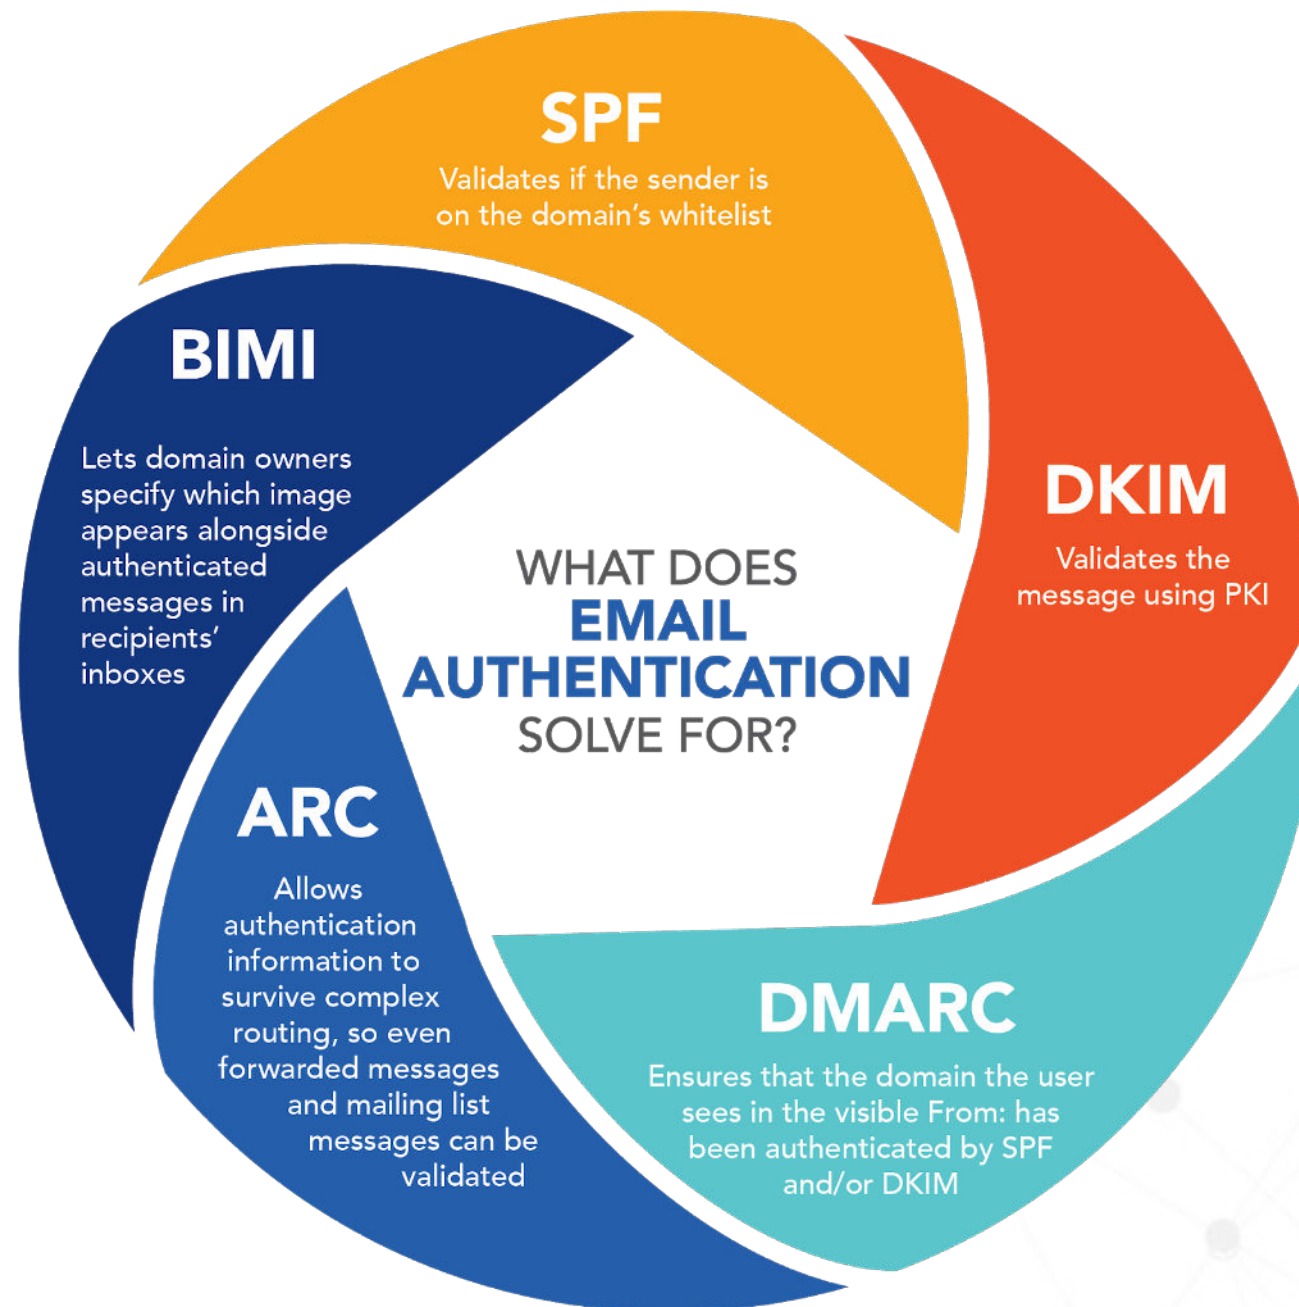 SPF
Validates if the sender is
on the domain's whitelist
DKIM
Validates the
message using PKI
DMARC
Ensures that the domain the user
sees in the visible From: has
been authenticated by SPF
and/or DKIM
ARC
Allows
authentication
information to
survive complex
routing, so even
forwarded messages
and mailing list
messages can be
validated
BIMI
Lets domain owners
specify which image
appears alongside
authenticated
messages in
recipients'
inboxes
WHAT DOES
EMAIL
AUTHENTICATION
SOLVE FOR?